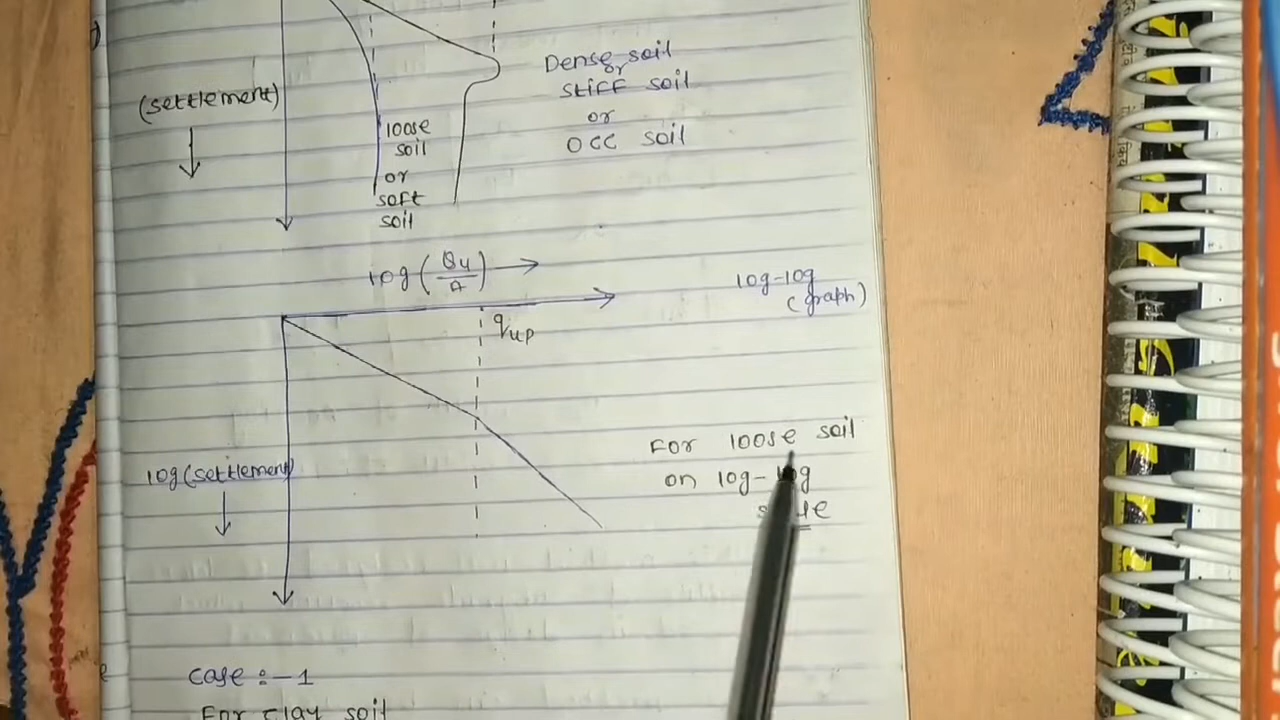 Dense soil
or
stiff soil
or
OCC soil
(settlement)
loose
soil
or
soft
soil
log (Qu/A)
log-log
(graph)
qup
For loose soil
on log-log
log(settlement)
case :- 1
For clay soil